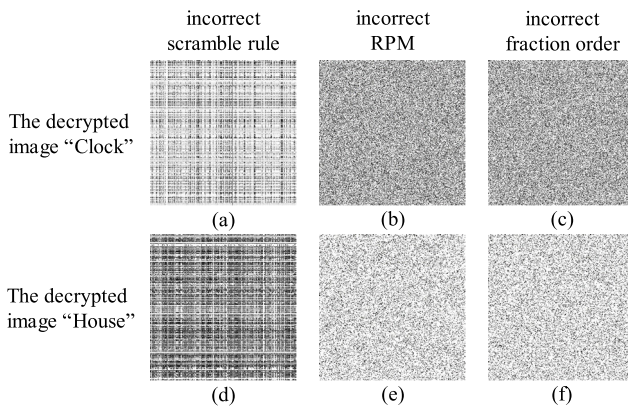 incorrect
scramble rule
incorrect
RPM
incorrect
fraction order
The decrypted
image “Clock”
(a)
(b)
(c)
The decrypted
image “House”
(d)
(e)
(f)